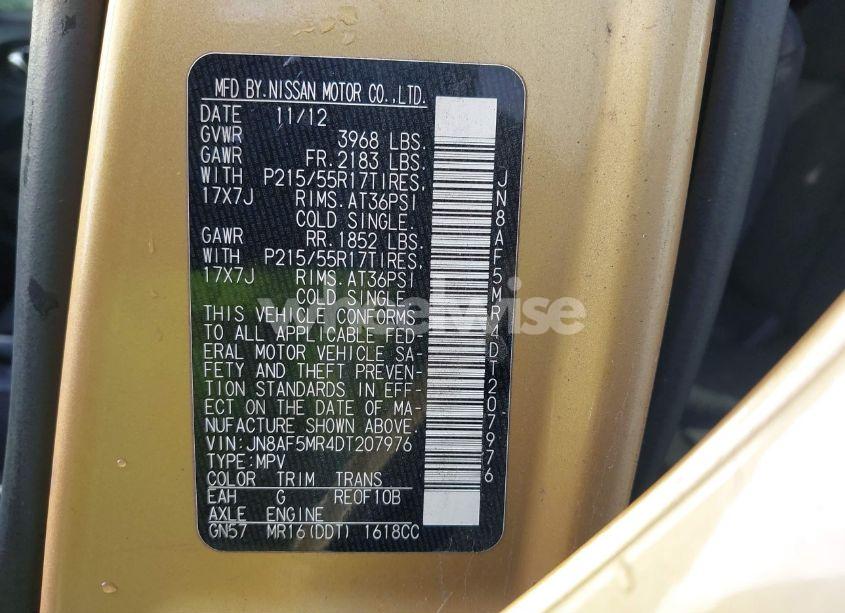 MFD BY.NISSAN MOTOR CO.,LTD.
DATE 11/12
GVWR 3968 LBS.
GAWR FR. 2183 LBS.
WITH P215/55R17TIRES,
17X7J RIMS.AT36PSI
COLD SINGLE.
GAWR RR. 1852 LBS.
WITH P215/55R17TIRES,
17X7J RIMS.AT36PSI
COLD SINGLE.
THIS VEHICLE CONFORMS
TO ALL APPLICABLE FED-
ERAL MOTOR VEHICLE SA-
FETY AND THEFT PREVEN-
TION STANDARDS IN EFF-
ECT ON THE DATE OF MA-
NUFACTURE SHOWN ABOVE.
VIN:JN8AF5MR4DT207976
TYPE:MPV
COLOR TRIM TRANS
EAH G RE0F10B
AXLE ENGINE
GN57 MR16(DDT) 1618CC
JN8AF5MR4DT207976